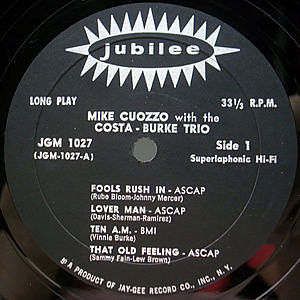 jubilee
LONG PLAY
33⅓ R.P.M.
MIKE CUOZZO with the
COSTA - BURKE TRIO
JGM 1027
Side 1
(JGM-1027-A)
Superlaphonic Hi-Fi
FOOLS RUSH IN - ASCAP
(Rube Bloom-Johnny Mercer)
LOVER MAN - ASCAP
(Davis-Sherman-Ramirez)
TEN A.M. - BMI
(Vinnie Burke)
THAT OLD FEELING - ASCAP
(Sammy Fain-Lew Brown)
A PRODUCT OF JAY-GEE RECORD CO., INC., N. Y.